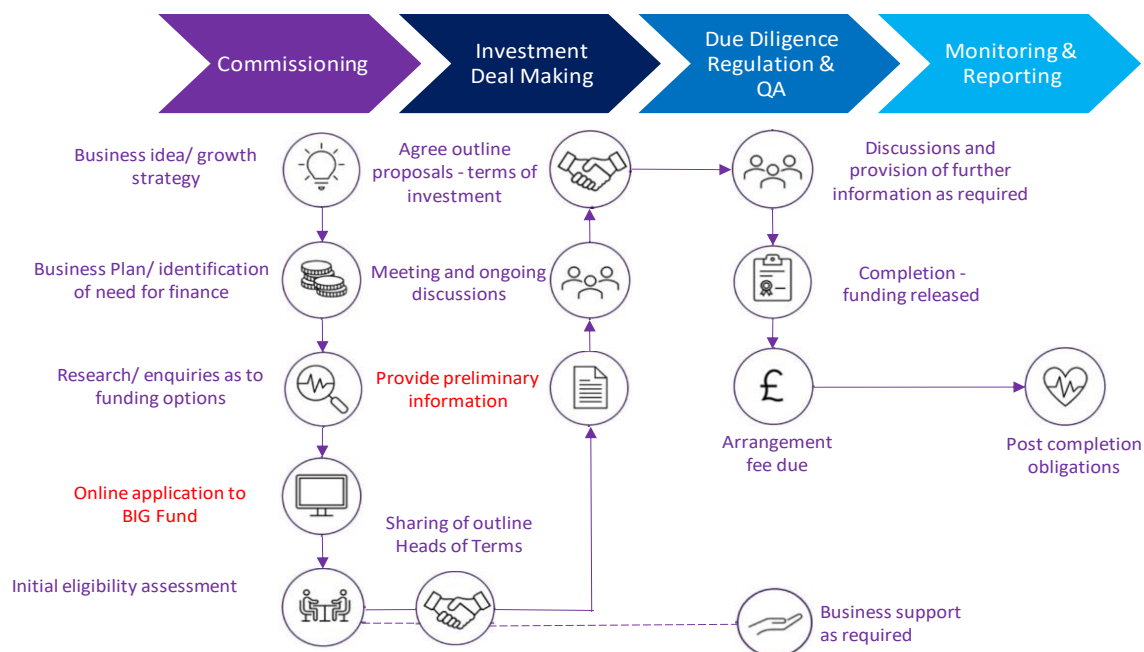 Commissioning
Investment
Deal Making
Due Diligence
Regulation &
QA
Monitoring &
Reporting
Business idea/ growth
strategy
Business Plan/ identification
of need for finance
Research/ enquiries as to
funding options
Online application to
BIG Fund
Initial eligibility assessment
Sharing of outline
Heads of Terms
Provide preliminary
information
Meeting and ongoing
discussions
Agree outline
proposals - terms of
investment
Discussions and
provision of further
information as required
Completion -
funding released
£
Arrangement
fee due
Post completion
obligations
Business support
as required